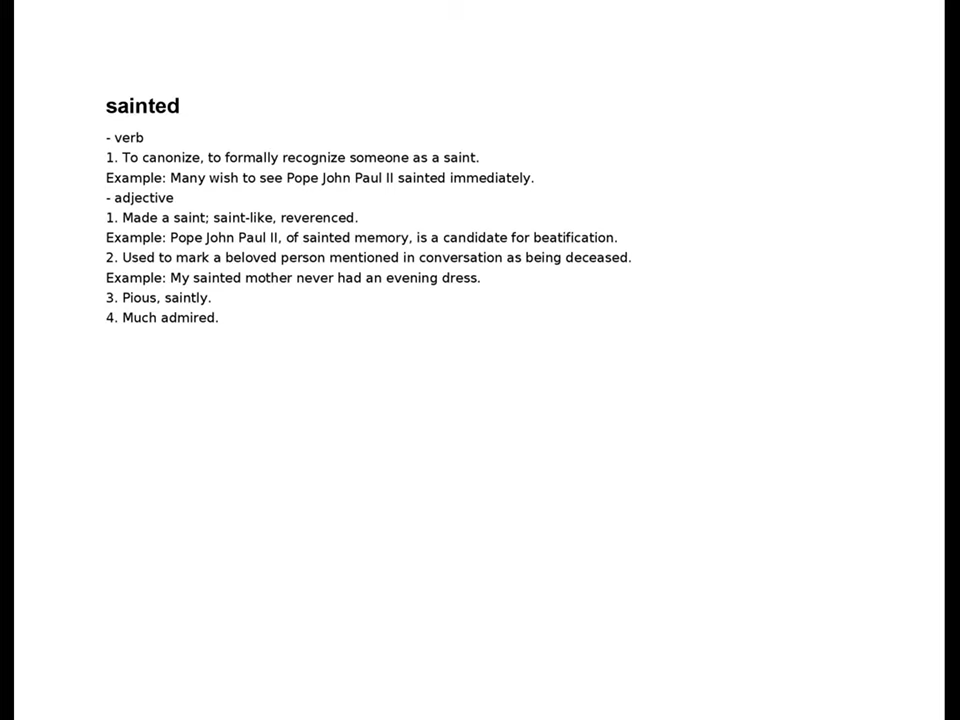 sainted
- verb
1. To canonize, to formally recognize someone as a saint.
Example: Many wish to see Pope John Paul II sainted immediately.
- adjective
1. Made a saint; saint-like, reverenced.
Example: Pope John Paul II, of sainted memory, is a candidate for beatification.
2. Used to mark a beloved person mentioned in conversation as being deceased.
Example: My sainted mother never had an evening dress.
3. Pious, saintly.
4. Much admired.